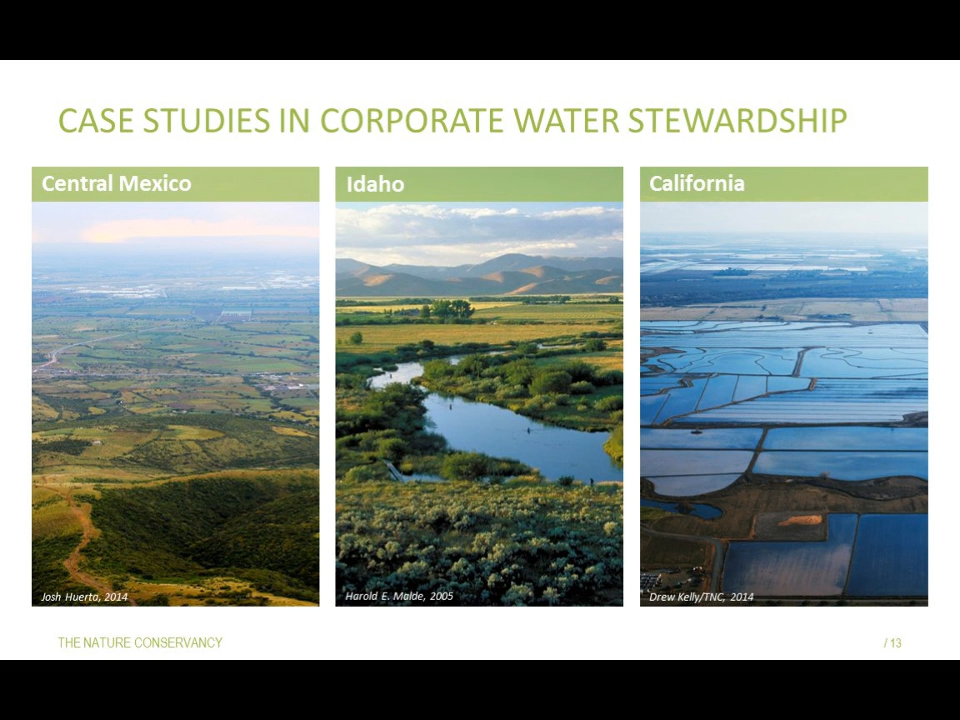 CASE STUDIES IN CORPORATE WATER STEWARDSHIP
Central Mexico
Idaho
California
Josh Huerta, 2014
Harold E. Malde, 2005
Drew Kelly/TNC, 2014
THE NATURE CONSERVANCY
/ 13